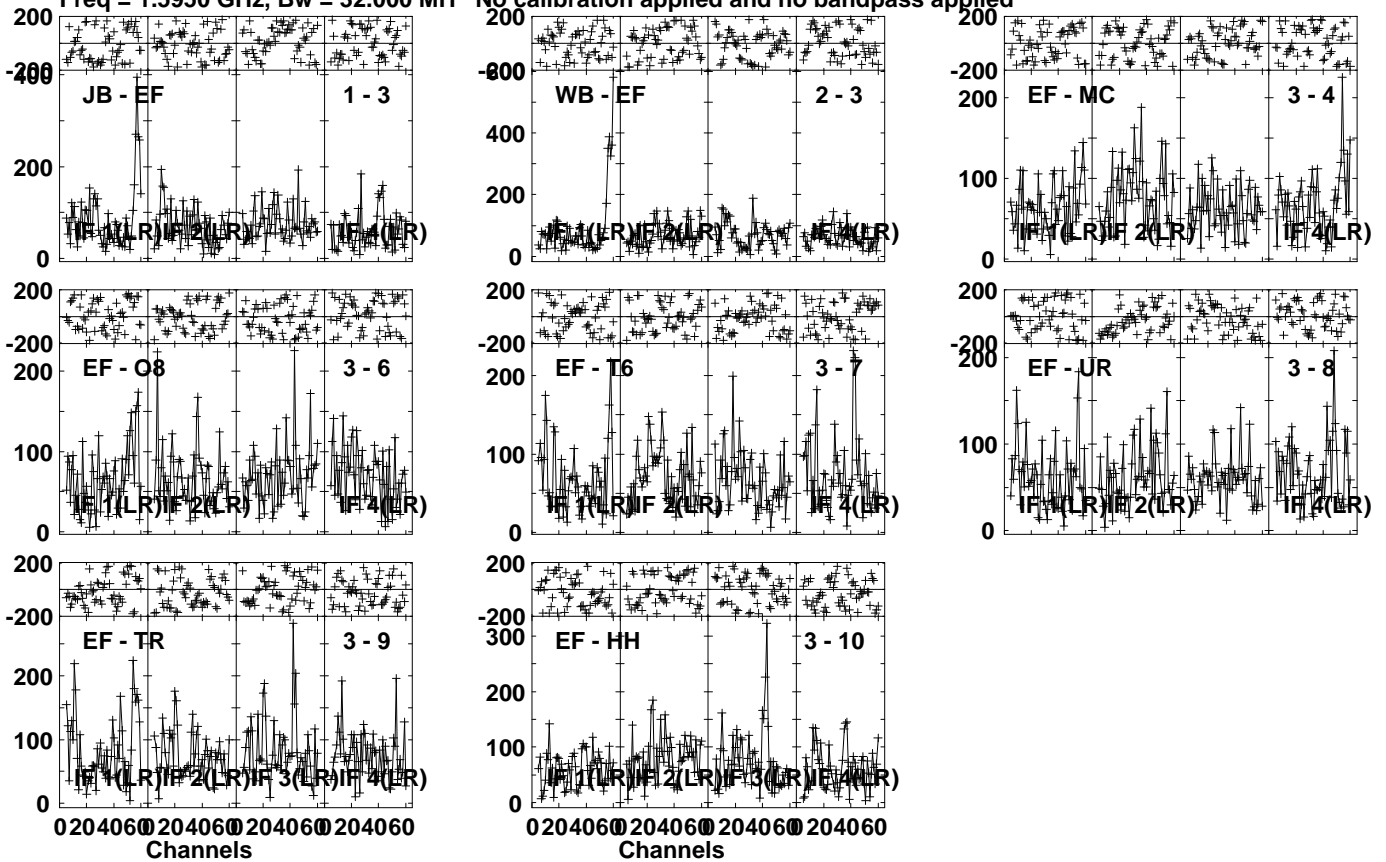 Freq = 1.5950 GHz, Bw = 32.000 MH No calibration applied and no bandpass applied
200
-200
400
JB - EF
1 - 3
200
0
IF 1(LR) IF 2(LR) IF 4(LR)
200
-200
600
WB - EF
2 - 3
400
200
0
IF 1(LR) IF 2(LR) IF 4(LR)
200
-200
EF - MC
3 - 4
200
100
0
IF 1(LR) IF 2(LR) IF 4(LR)
200
-200
EF - O8
3 - 6
200
100
0
IF 1(LR) IF 2(LR) IF 4(LR)
200
-200
EF - T6
3 - 7
200
100
0
IF 1(LR) IF 2(LR) IF 4(LR)
200
-200
EF - UR
3 - 8
200
100
0
IF 1(LR) IF 2(LR) IF 4(LR)
200
-200
EF - TR
3 - 9
200
100
0
IF 1(LR) IF 2(LR) IF 3(LR) IF 4(LR)
0 20 40 60 0 20 40 60 0 20 40 60 0 20 40 60
Channels
200
-200
EF - HH
3 - 10
300
200
100
0
IF 1(LR) IF 2(LR) IF 3(LR) IF 4(LR)
0 20 40 60 0 20 40 60 0 20 40 60 0 20 40 60
Channels